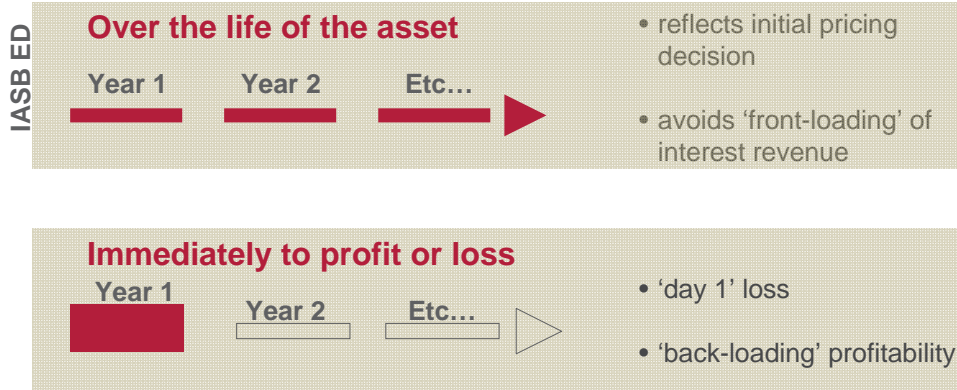 IASB ED
Over the life of the asset
Year 1 Year 2 Etc…
• reflects initial pricing
decision
• avoids ‘front-loading’ of
interest revenue
Immediately to profit or loss
Year 1 Year 2 Etc…
• ‘day 1’ loss
• ‘back-loading’ profitability